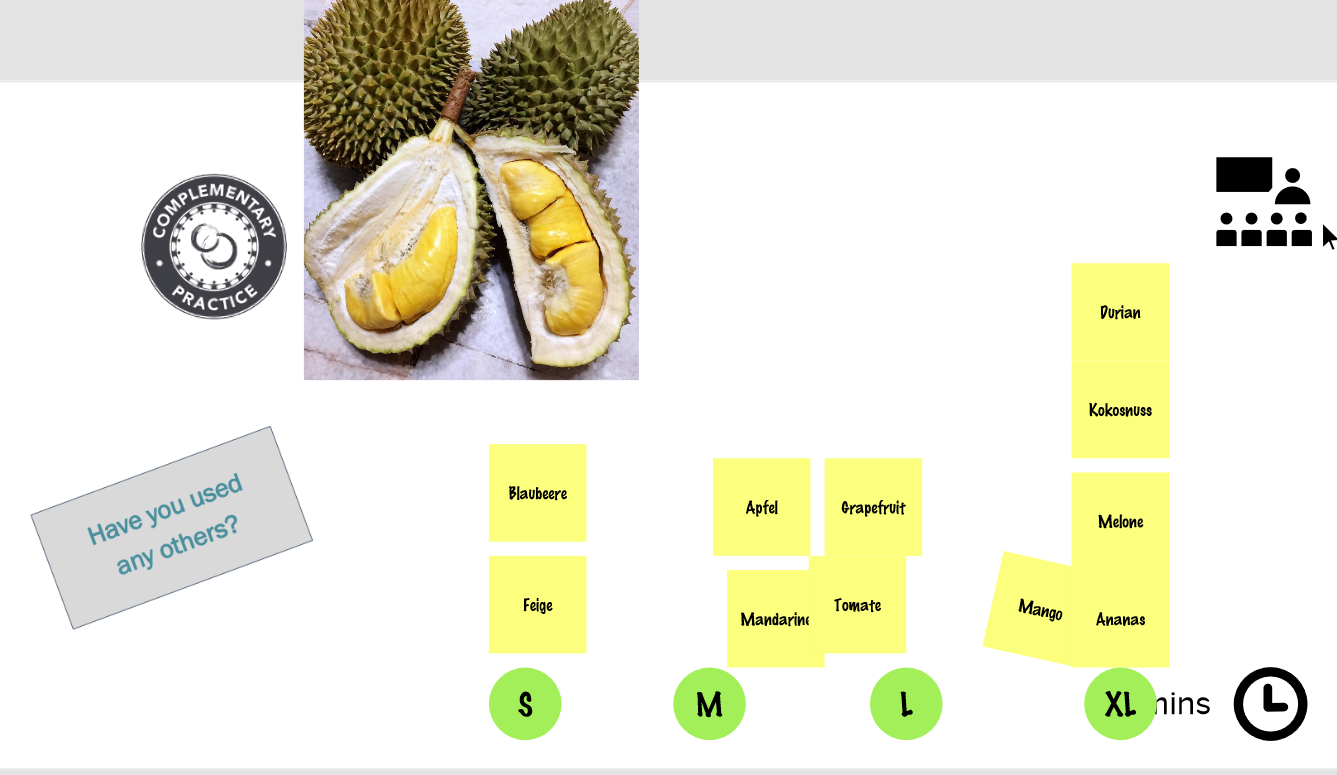 COMPLEMENTARY
PRACTICE
Durian
Kokosnuss
Have you used
any others?
Blaubeere
Apfel
Grapefruit
Melone
Feige
Mandarine
Tomate
Mango
Ananas
S
M
L
XL